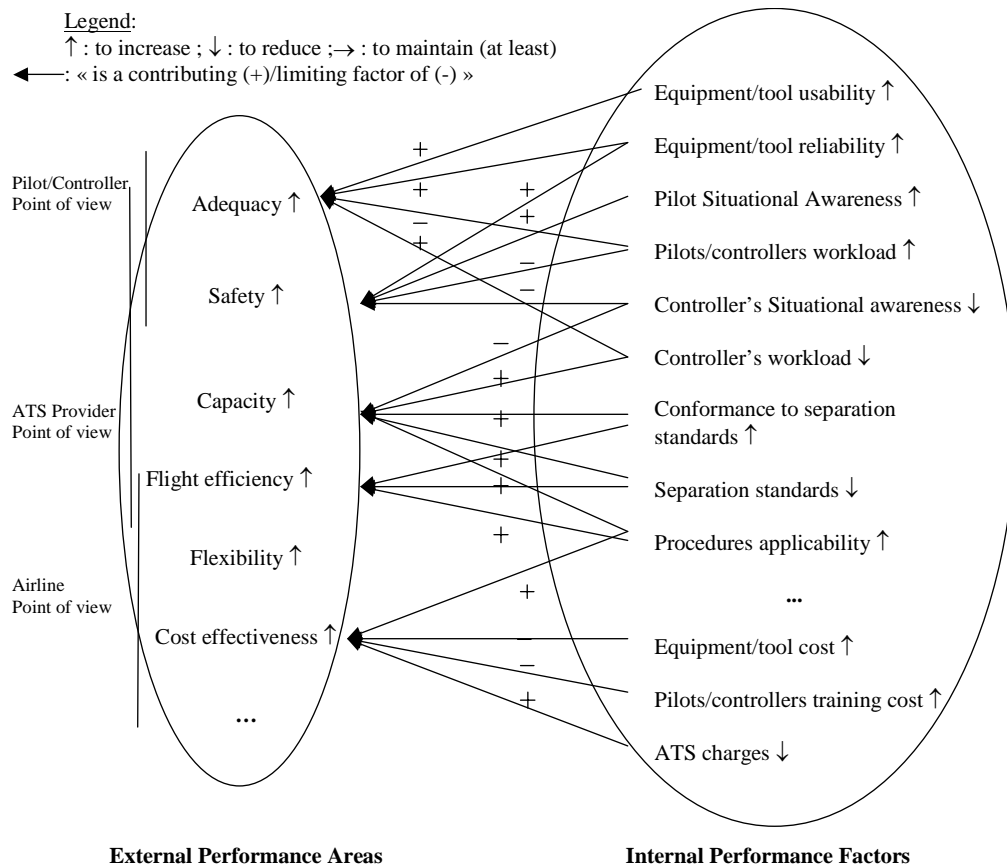 Legend:
↑ : to increase ; ↓ : to reduce ;→ : to maintain (at least)
: « is a contributing (+)/limiting factor of (-) »
Pilot/Controller
Point of view
ATS Provider
Point of view
Airline
Point of view
Adequacy ↑
Safety ↑
Capacity ↑
Flight efficiency ↑
Flexibility ↑
Cost effectiveness ↑
...
+
+
–
+
+
+
–
–
–
+
+
+
+
+
+
–
–
+
Equipment/tool usability ↑
Equipment/tool reliability ↑
Pilot Situational Awareness ↑
Pilots/controllers workload ↑
Controller’s Situational awareness ↓
Controller’s workload ↓
Conformance to separation
standards ↑
Separation standards ↓
Procedures applicability ↑
...
Equipment/tool cost ↑
Pilots/controllers training cost ↑
ATS charges ↓
External Performance Areas
Internal Performance Factors